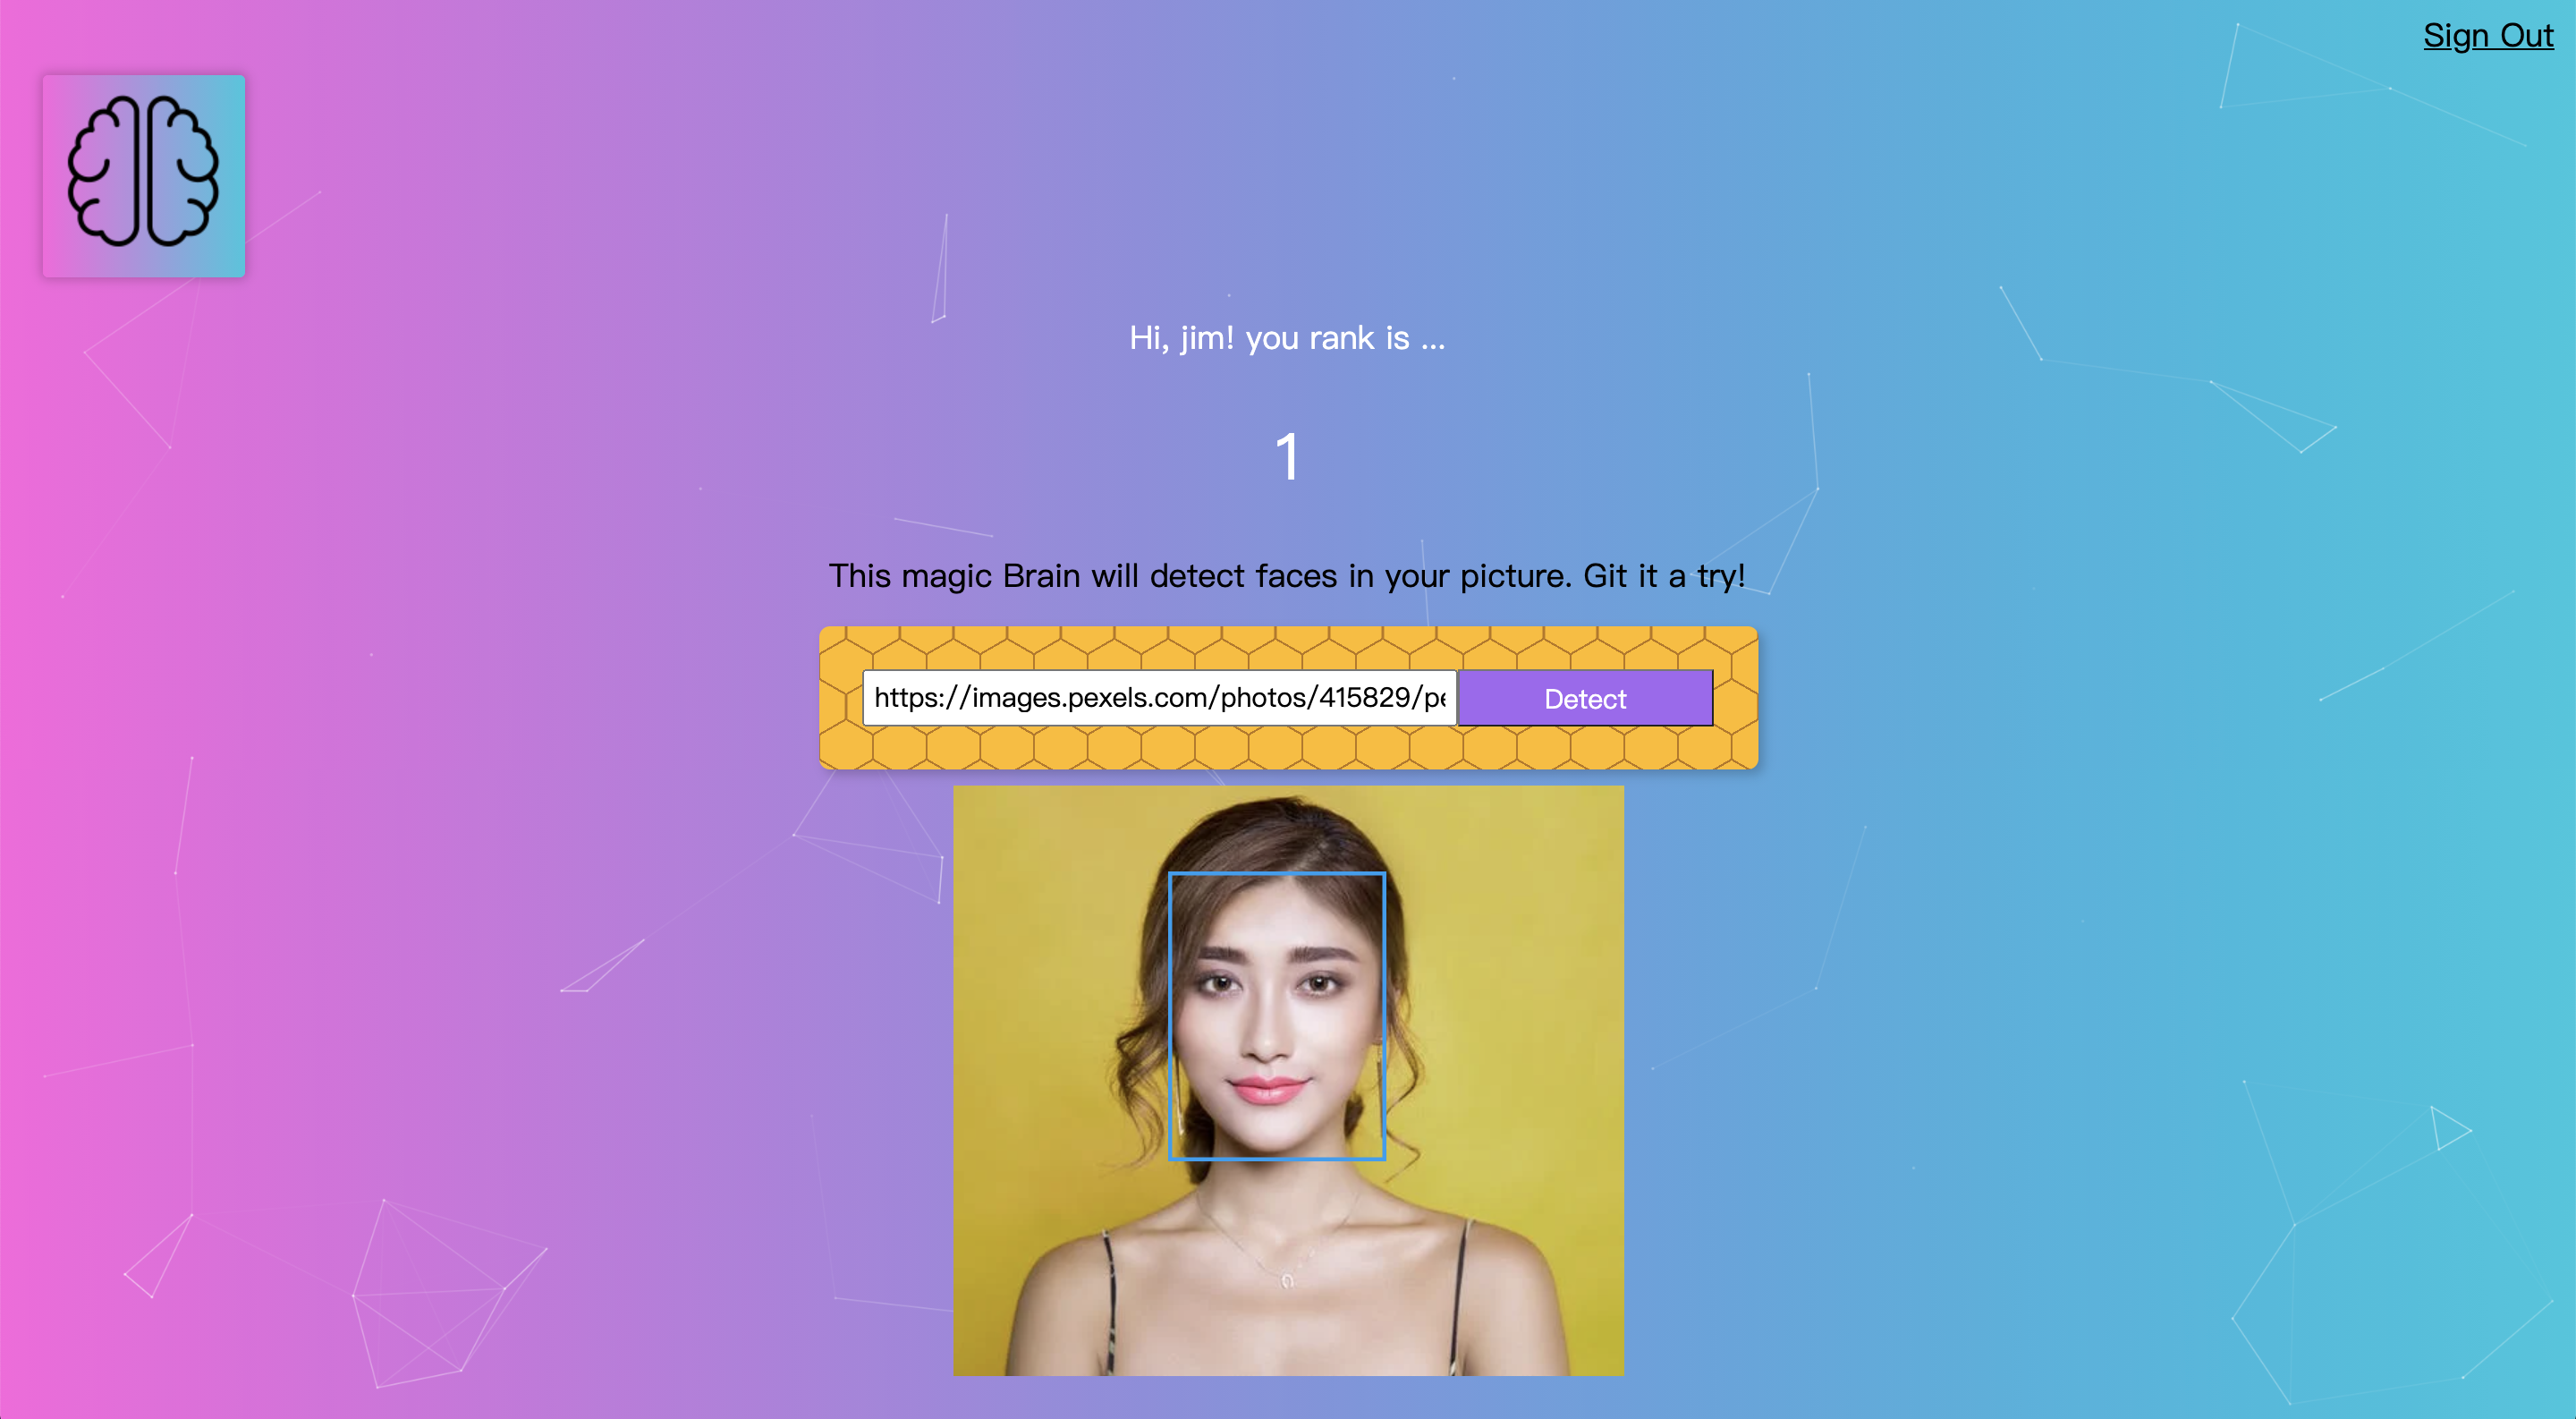 Sign Out
Hi, jim! you rank is ...
1
This magic Brain will detect faces in your picture. Git it a try!
https://images.pexels.com/photos/415829/pe
Detect